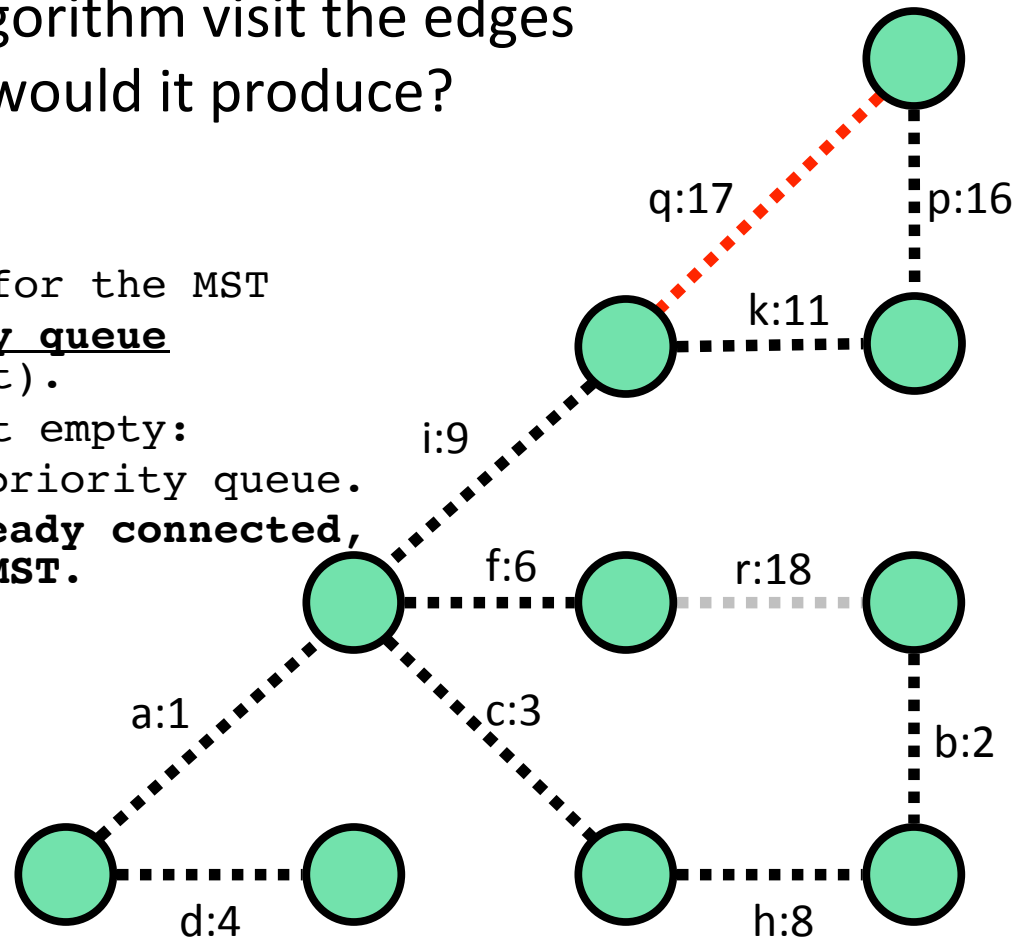 gorithm visit the edges
would it produce?
q:17
p:16
for the MST
k:11
y queue
t).
t empty:
i:9
priority queue.
eady connected,
MST.
f:6
r:18
a:1
c:3
b:2
d:4
h:8